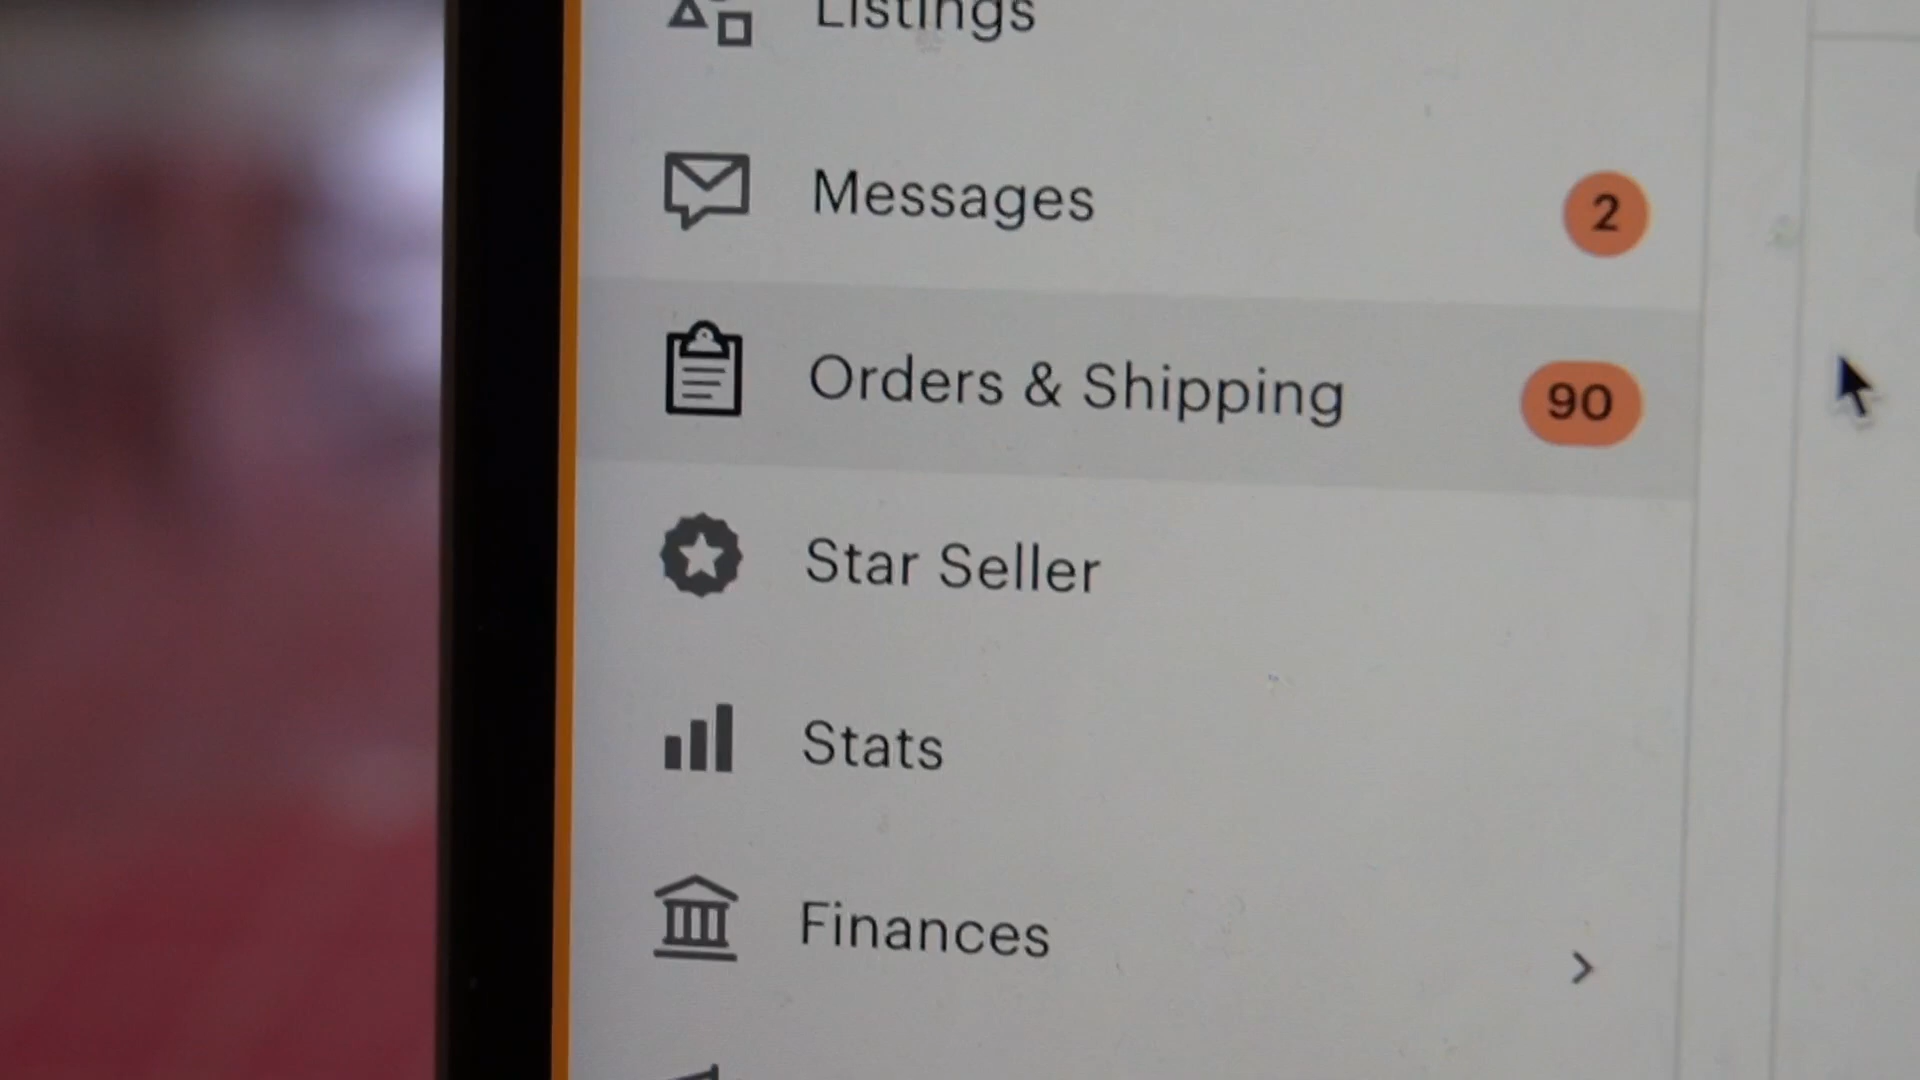 Listings
Messages 2
Orders & Shipping 90
Star Seller
Stats
Finances